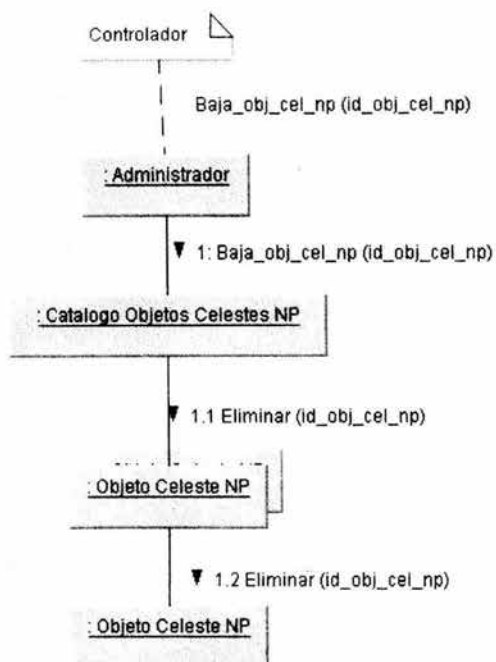 Controlador
Baja_obj_cel_np (id_obj_cel_np)
: Administrador
1: Baja_obj_cel_np (id_obj_cel_np)
: Catalogo Objetos Celestes NP
1.1 Eliminar (id_obj_cel_np)
: Objeto Celeste NP
1.2 Eliminar (id_obj_cel_np)
: Objeto Celeste NP